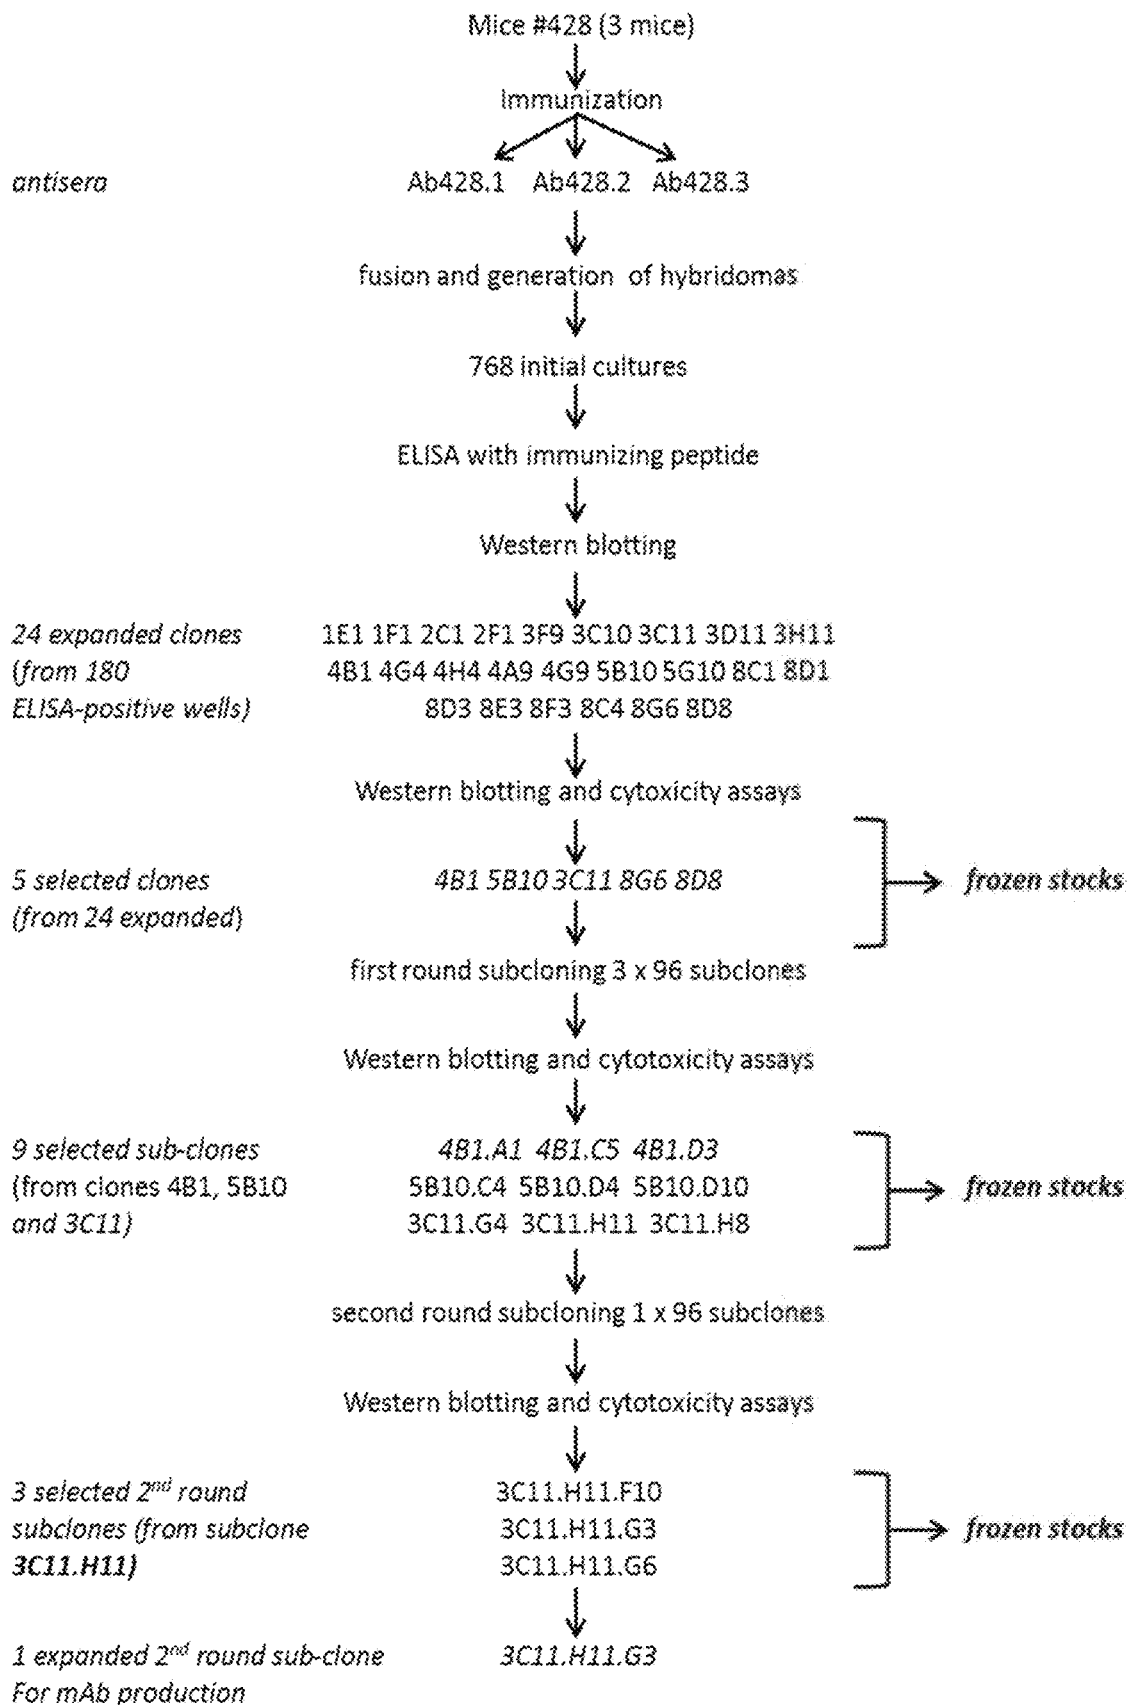 Mice #428 (3 mice)
Immunization
antisera
Ab428.1 Ab428.2 Ab428.3
fusion and generation of hybridomas
768 initial cultures
ELISA with immunizing peptide
Western blotting
24 expanded clones
(from 180
ELISA-positive wells)
1E1 1F1 2C1 2F1 3F9 3C10 3C11 3D11 3H11
4B1 4G4 4H4 4A9 4G9 5B10 5G10 8C1 8D1
8D3 8E3 8F3 8C4 8G6 8D8
Western blotting and cytoxicity assays
5 selected clones
(from 24 expanded)
4B1 5B10 3C11 8G6 8D8
frozen stocks
first round subcloning 3 x 96 subclones
Western blotting and cytotoxicity assays
9 selected sub-clones
(from clones 4B1, 5B10
and 3C11)
4B1.A1 4B1.C5 4B1.D3
5B10.C4 5B10.D4 5B10.D10
3C11.G4 3C11.H11 3C11.H8
frozen stocks
second round subcloning 1 x 96 subclones
Western blotting and cytotoxicity assays
3 selected 2nd round
subclones (from subclone
3C11.H11)
3C11.H11.F10
3C11.H11.G3
3C11.H11.G6
frozen stocks
1 expanded 2nd round sub-clone
For mAb production
3C11.H11.G3